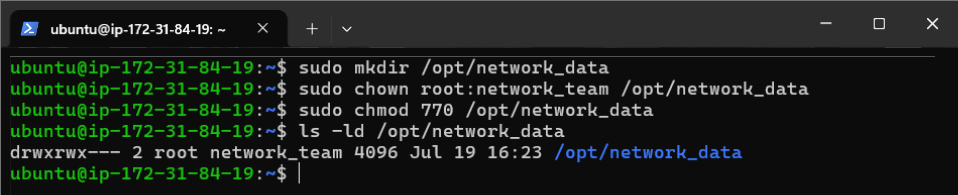 ubuntu@ip-172-31-84-19: ~
ubuntu@ip-172-31-84-19:~$ sudo mkdir /opt/network_data
ubuntu@ip-172-31-84-19:~$ sudo chown root:network_team /opt/network_data
ubuntu@ip-172-31-84-19:~$ sudo chmod 770 /opt/network_data
ubuntu@ip-172-31-84-19:~$ ls -ld /opt/network_data
drwxrwx--- 2 root network_team 4096 Jul 19 16:23 /opt/network_data
ubuntu@ip-172-31-84-19:~$